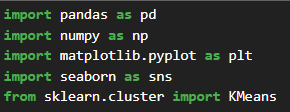 import pandas as pd
import numpy as np
import matplotlib.pyplot as plt
import seaborn as sns
from sklearn.cluster import KMeans